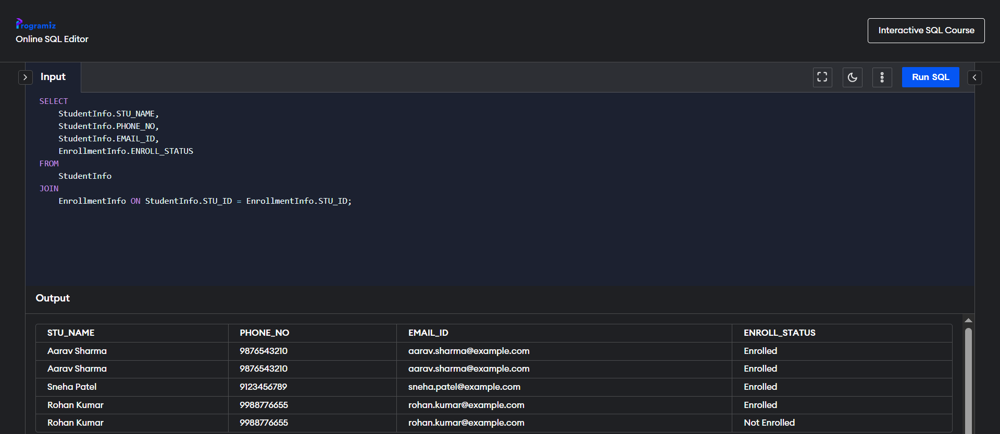 Programiz
Online SQL Editor
Interactive SQL Course
Input
Run SQL
SELECT
    StudentInfo.STU_NAME,
    StudentInfo.PHONE_NO,
    StudentInfo.EMAIL_ID,
    EnrollmentInfo.ENROLL_STATUS
FROM
    StudentInfo
JOIN
    EnrollmentInfo ON StudentInfo.STU_ID = EnrollmentInfo.STU_ID;
Output
STU_NAME PHONE_NO EMAIL_ID ENROLL_STATUS
Aarav Sharma 9876543210 aarav.sharma@example.com Enrolled
Aarav Sharma 9876543210 aarav.sharma@example.com Enrolled
Sneha Patel 9123456789 sneha.patel@example.com Enrolled
Rohan Kumar 9988776655 rohan.kumar@example.com Enrolled
Rohan Kumar 9988776655 rohan.kumar@example.com Not Enrolled